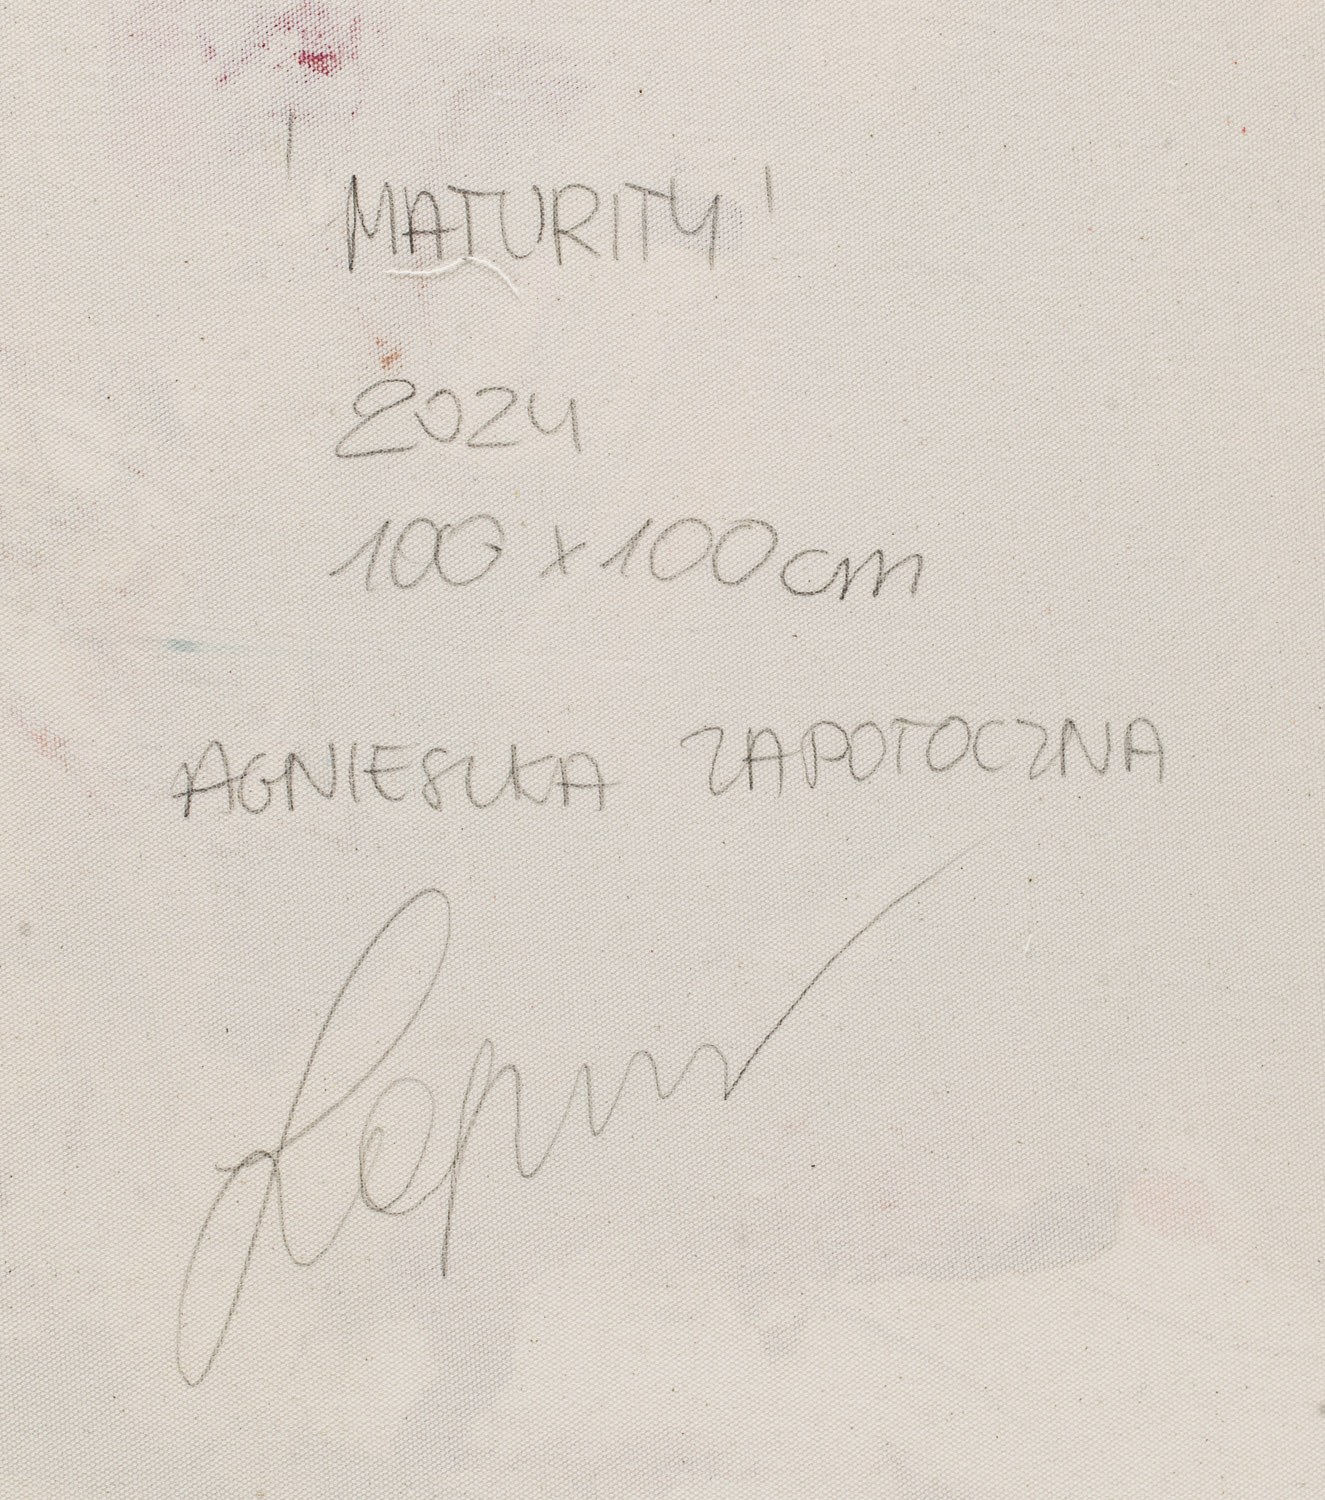 'MATURITY'
2024
100 x 100 cm
AGNIESZKA ZAPOTOCZNA